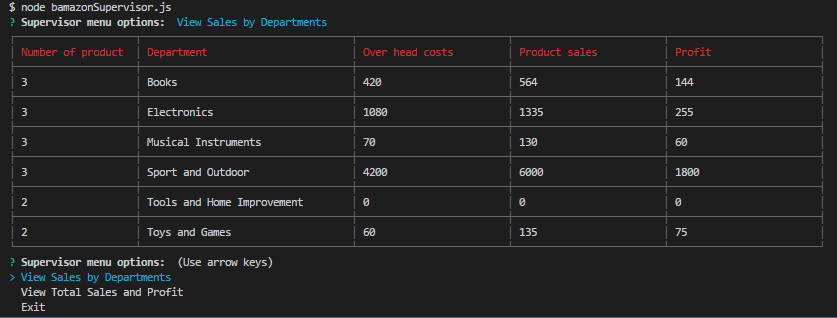 $ node bamazonSupervisor.js
? Supervisor menu options: View Sales by Departments
Number of product Department Over head costs Product sales Profit
3 Books 420 564 144
3 Electronics 1080 1335 255
3 Musical Instruments 70 130 60
3 Sport and Outdoor 4200 6000 1800
2 Tools and Home Improvement 0 0 0
2 Toys and Games 60 135 75
? Supervisor menu options: (Use arrow keys)
> View Sales by Departments
View Total Sales and Profit
Exit